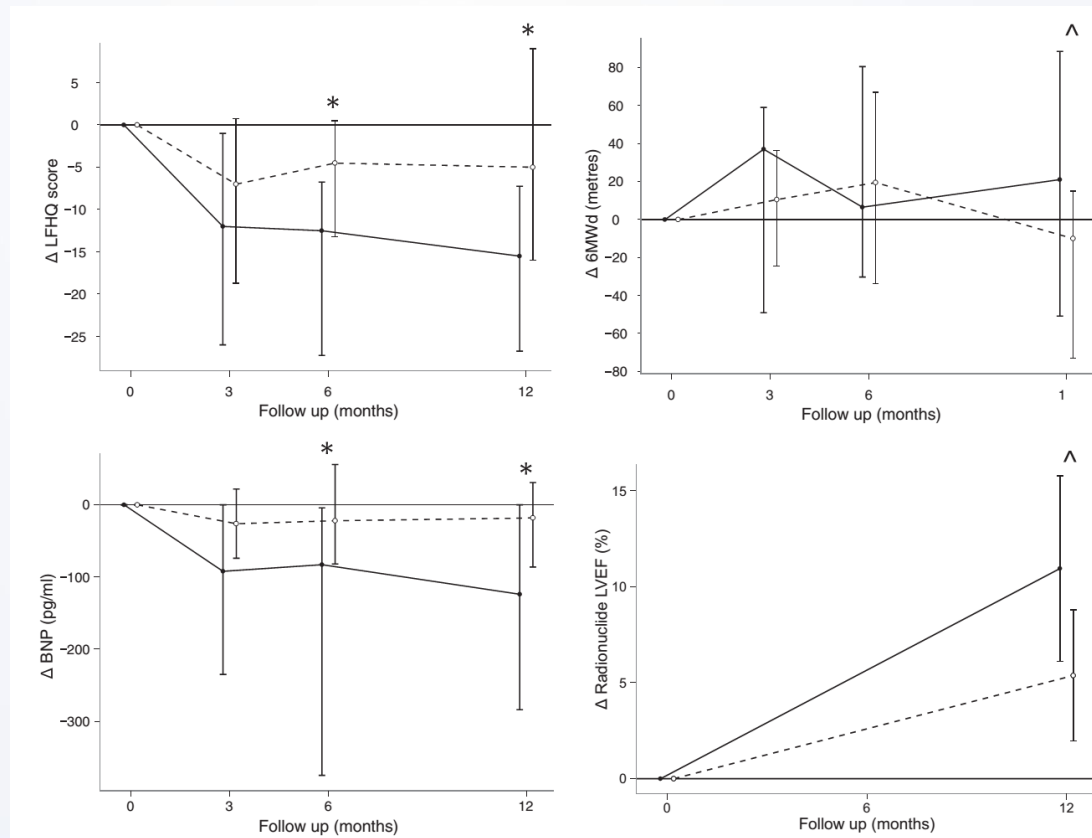 *
*
5
0
−5
−10
−15
−20
−25
Δ LFHQ score
0 3 6 12
Follow up (months)
^
80
60
40
20
0
−20
−40
−60
−80
Δ 6MWd (metres)
0 3 6 1
Follow up (months)
*
*
0
−100
−200
−300
Δ BNP (pg/ml)
0 3 6 12
Follow up (months)
^
15
10
5
0
Δ Radionuclide LVEF (%)
0 6 12
Follow up (months)